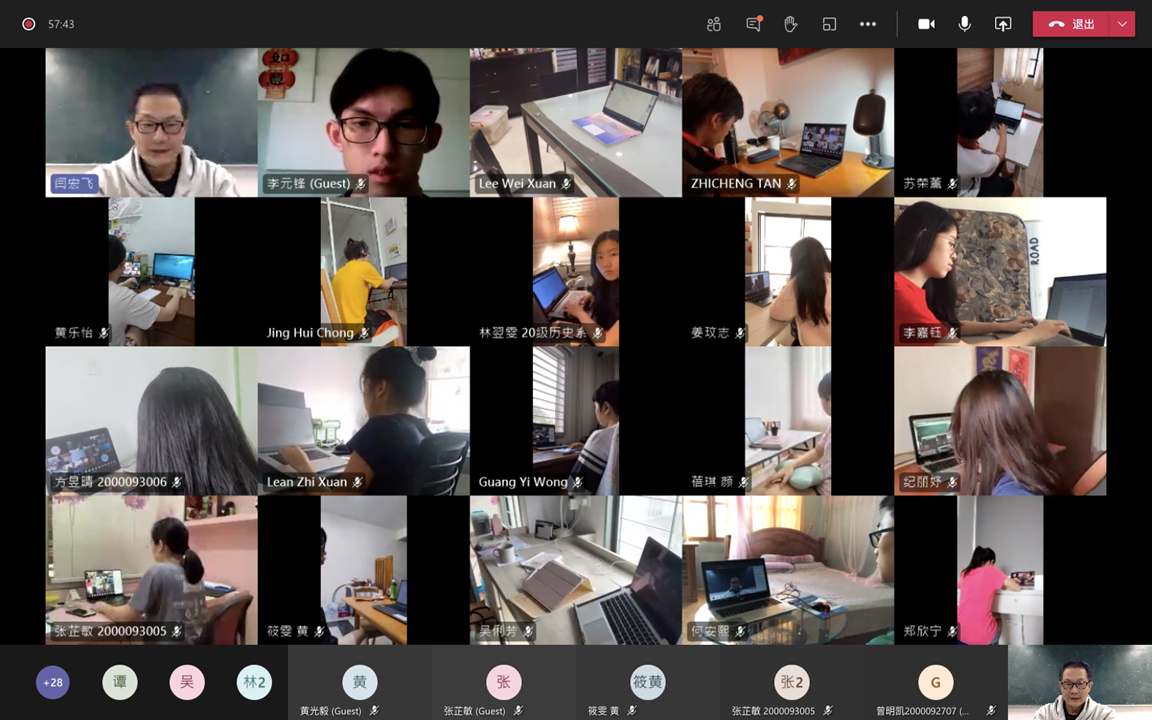 57:43
退出
闫宏飞
李元锋 (Guest)
Lee Wei Xuan
ZHICHENG TAN
苏荣薰
黄乐怡
Jing Hui Chong
林翌雯 20级历史系
姜玟志
李嘉钰
ROAD
方昱晴 2000093006
Lean Zhi Xuan
Guang Yi Wong
蓓琪 颜
纪丽妤
张芷敏 2000093005
筱雯 黄
吴俐芳
何安熙
郑欣宁
+28
谭
吴
林2
黄
张
筱黄
张2
G
黄光毅 (Guest)
张芷敏 (Guest)
筱雯 黄
张芷敏 2000093005
曾明凯2000092707 (...